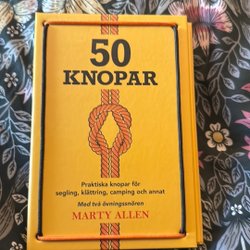 50
KNOPAR
Praktiska knopar för
segling, klättring, camping och annat
Med två övningssnören
MARTY ALLEN